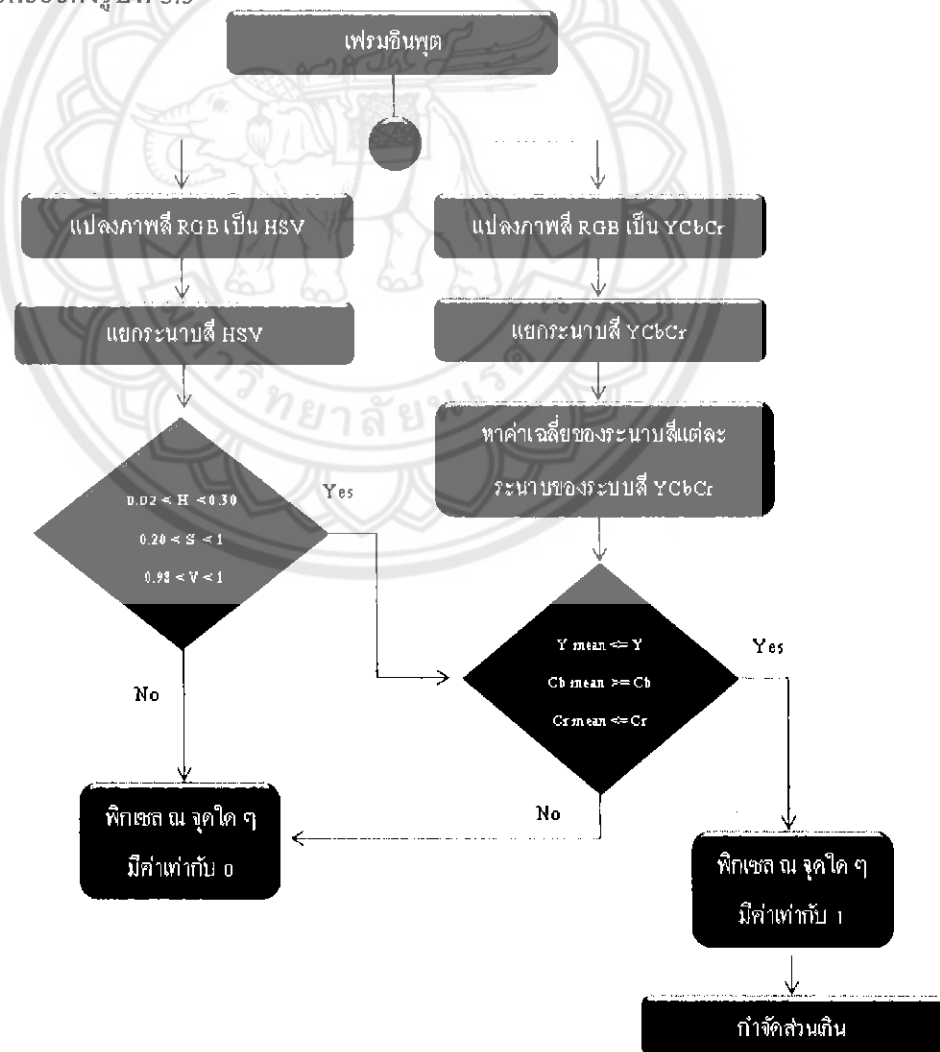 เฟรมอินพุต
แปลงภาพสี RGB เป็น HSV
แปลงภาพสี RGB เป็น YCbCr
แยกระนาบสี HSV
แยกระนาบสี YCbCr
หาค่าเฉลี่ยของระนาบสีแต่ละ
ระนาบของระบบสี YCbCr
0.02 < H < 0.30
0.20 < S < 1
0.98 < V < 1
Yes
No
Y mean <= Y
Cb mean >= Cb
Cr mean <= Cr
Yes
No
พิกเซล ณ จุดใด ๆ
มีค่าเท่ากับ 0
พิกเซล ณ จุดใด ๆ
มีค่าเท่ากับ 1
กำจัดส่วนเกิน